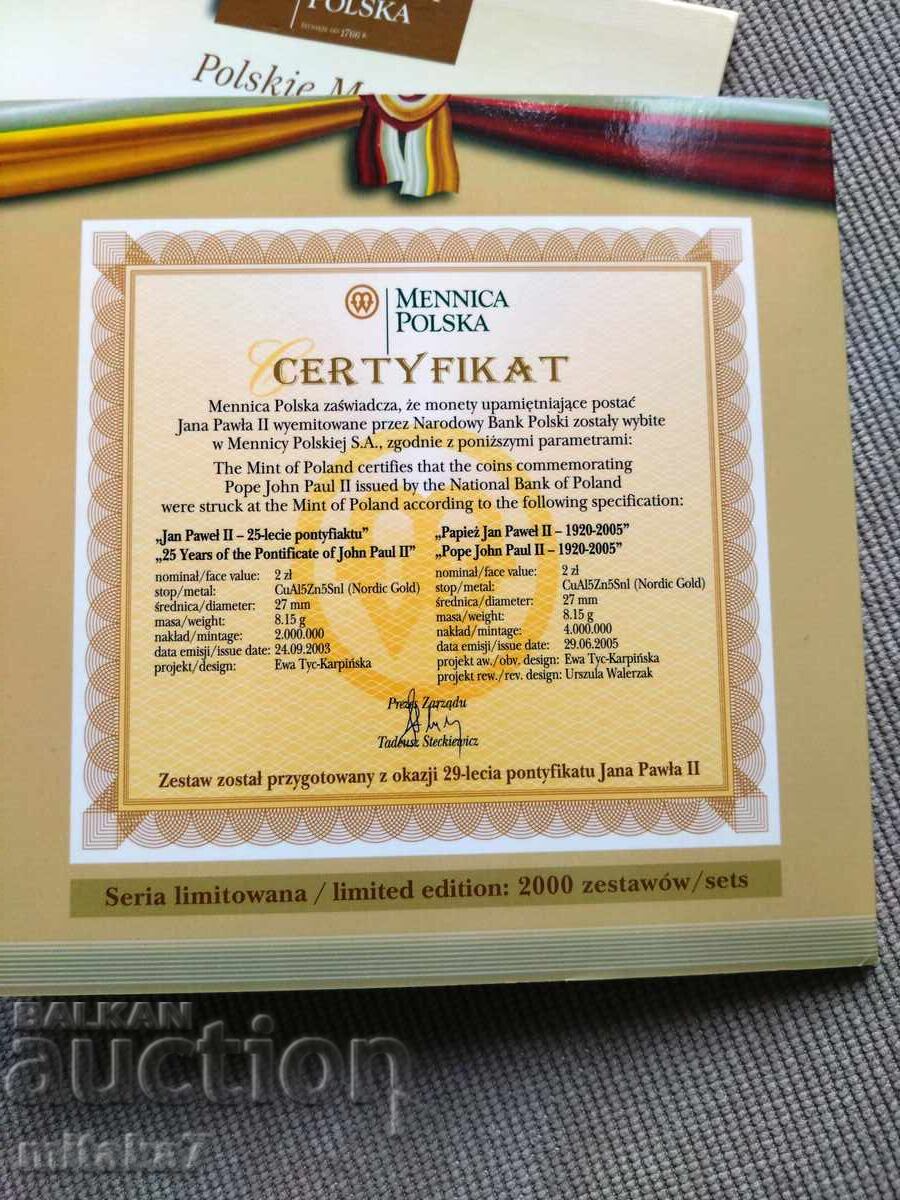 POLSKA
Istnieje od 1766 r.
Polskie M
MENNICA
POLSKA
CERTYFIKAT
Mennica Polska zaświadcza, że monety upamiętniające postać
Jana Pawła II wyemitowane przez Narodowy Bank Polski zostały wybite
w Mennicy Polskiej S.A., zgodnie z poniższymi parametrami:
The Mint of Poland certifies that the coins commemorating
Pope John Paul II issued by the National Bank of Poland
were struck at the Mint of Poland according to the following specification:
„Jan Paweł II – 25-lecie pontyfiaktu”
„25 Years of the Pontificate of John Paul II”
nominał/face value: 2 zł
stop/metal: CuAl5Zn5Snl (Nordic Gold)
średnica/diameter: 27 mm
masa/weight: 8.15 g
nakład/mintage: 2.000.000
data emisji/issue date: 24.09.2003
projekt/design: Ewa Tyc-Karpińska
„Papież Jan Paweł II – 1920-2005”
„Pope John Paul II – 1920-2005”
nominał/face value: 2 zł
stop/metal: CuAl5Zn5Snl (Nordic Gold)
średnica/diameter: 27 mm
masa/weight: 8.15 g
nakład/mintage: 4.000.000
data emisji/issue date: 29.06.2005
projekt aw./obv. design: Ewa Tyc-Karpińska
projekt rew./rev. design: Urszula Walerzak
Prezes Zarządu
Tadeusz Steckiewicz
Zestaw został przygotowany z okazji 29-lecia pontyfikatu Jana Pawła II
Seria limitowana / limited edition: 2000 zestawów/sets
BALKAN
auction
mitaka7